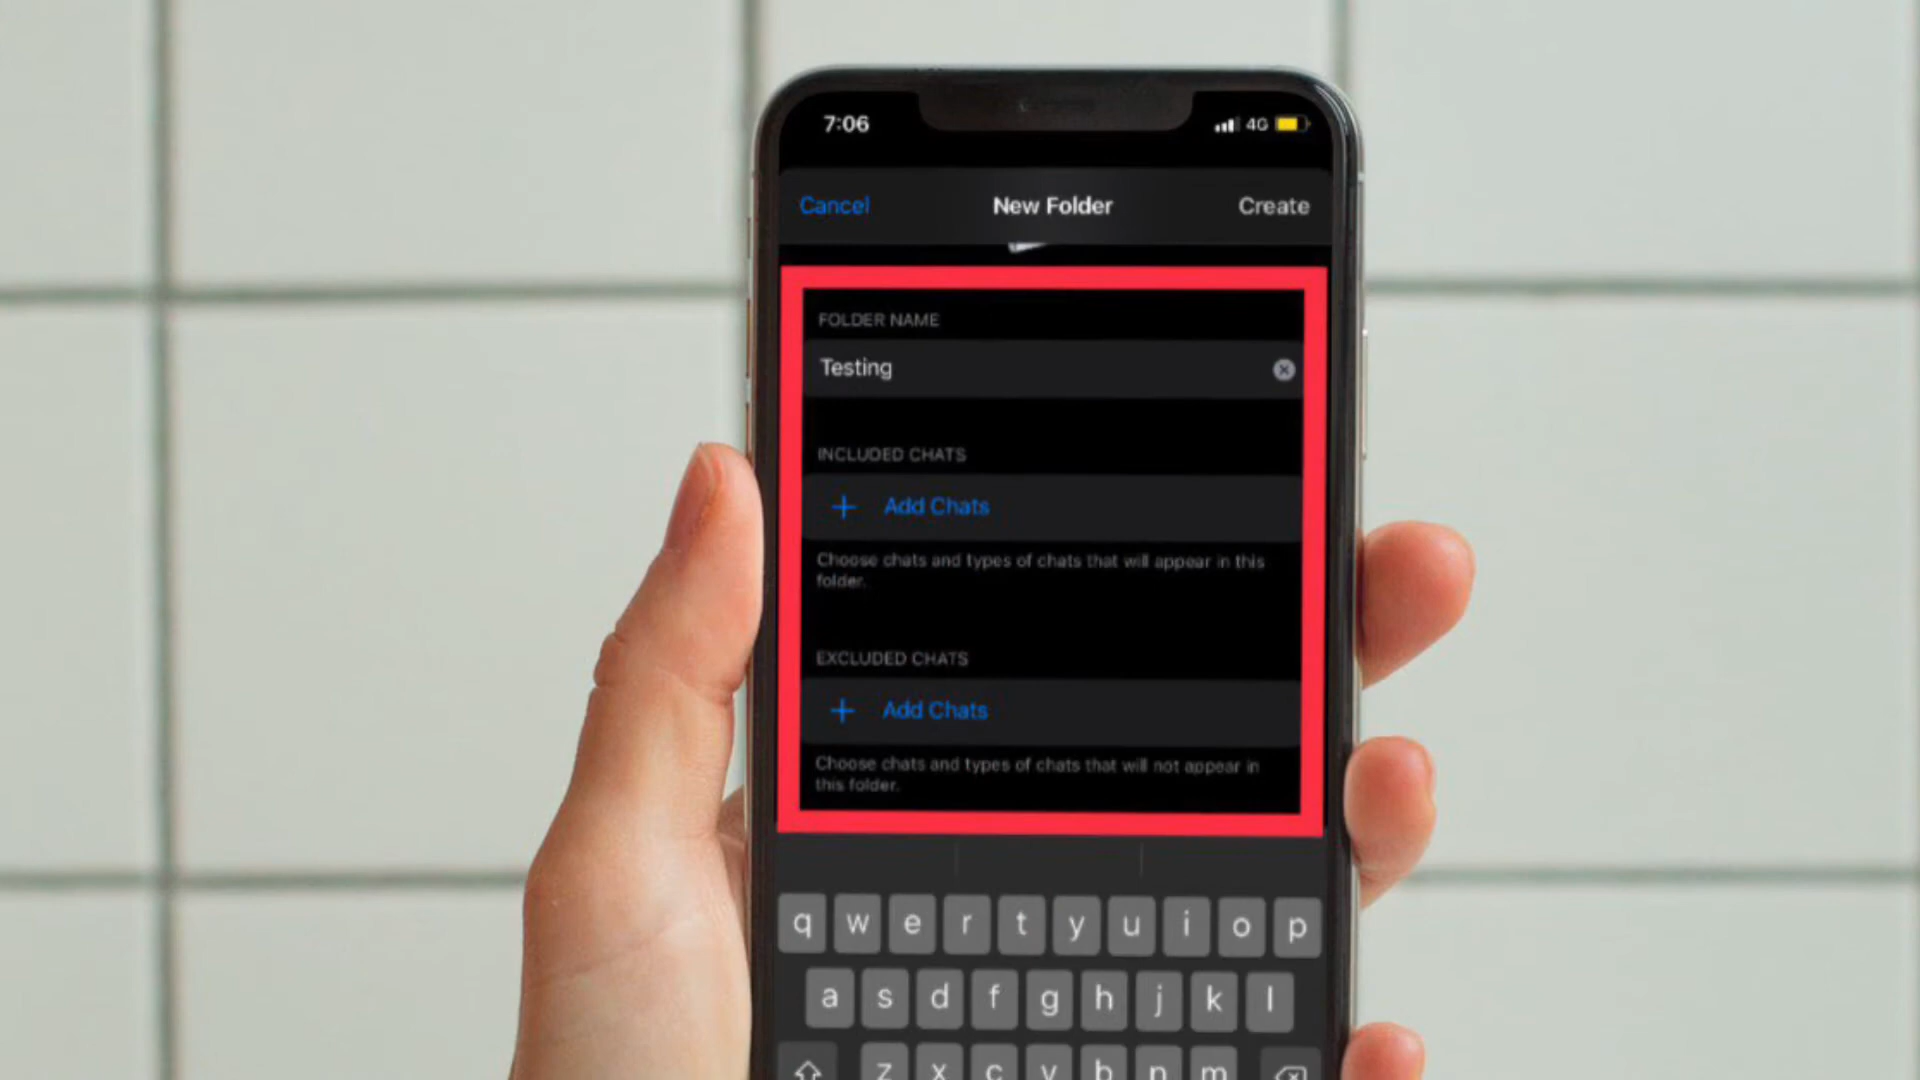 7:06 4G
Cancel New Folder Create
FOLDER NAME
Testing
INCLUDED CHATS
+ Add Chats
Choose chats and types of chats that will appear in this
folder.
EXCLUDED CHATS
+ Add Chats
Choose chats and types of chats that will not appear in
this folder.
q w e r t y u i o p
a s d f g h j k l
z x c v b n m